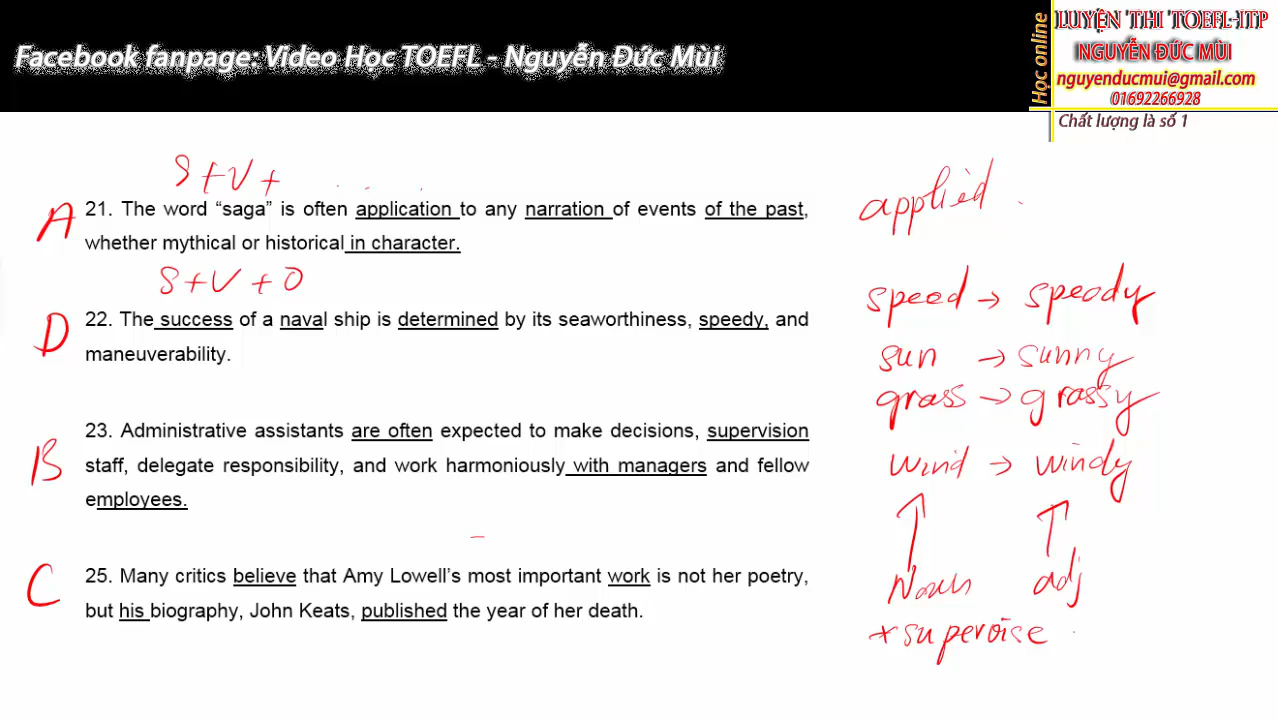 Facebook fanpage: Video Học TOEFL - Nguyễn Đức Mùi
Học online
LUYỆN THI TOEFL-ITP
NGUYỄN ĐỨC MÙI
nguyenducmui@gmail.com
01692266928
Chất lượng là số 1
S + V +
A
21. The word “saga” is often application to any narration of events of the past,
whether mythical or historical in character.
S + V + O
D
22. The success of a naval ship is determined by its seaworthiness, speedy, and
maneuverability.
B
23. Administrative assistants are often expected to make decisions, supervision
staff, delegate responsibility, and work harmoniously with managers and fellow
employees.
C
25. Many critics believe that Amy Lowell’s most important work is not her poetry,
but his biography, John Keats, published the year of her death.
applied
speed → speedy
sun → sunny
grass → grassy
wind → windy
Noun adj
+ supervise